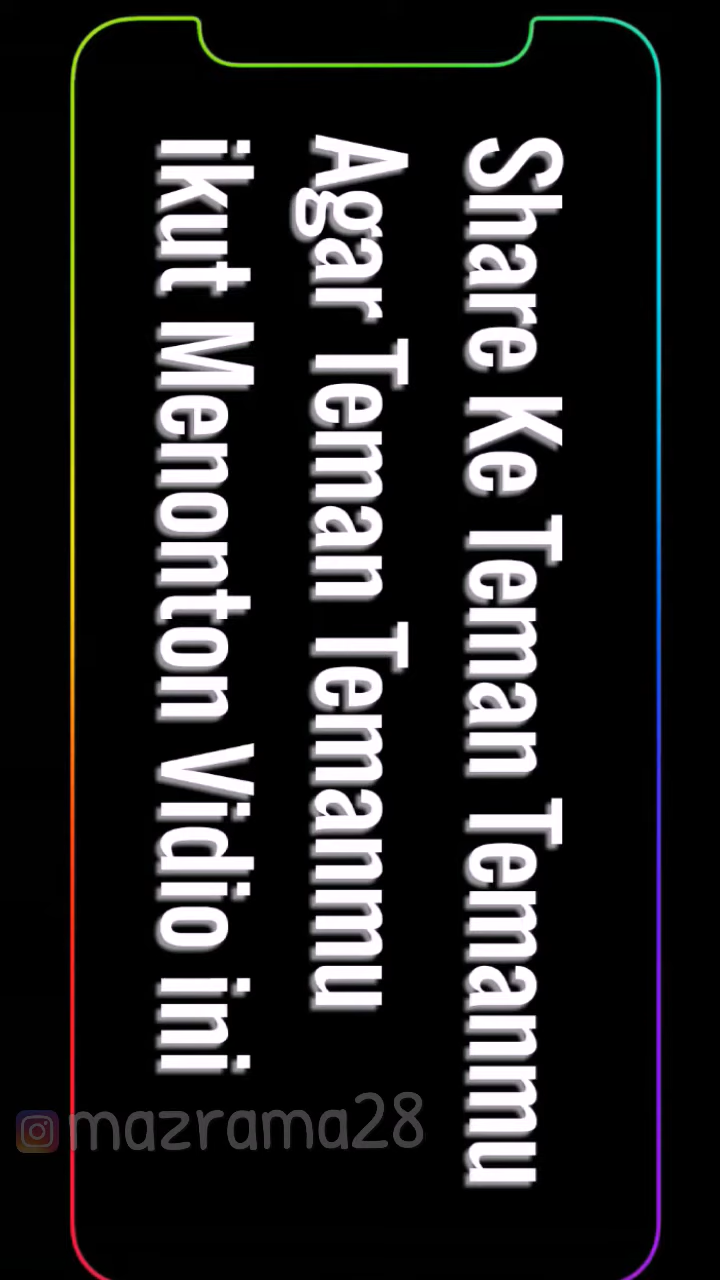 Share Ke Teman Temanmu
Agar Teman Temanmu
ikut Menonton Vidio ini
mazrama28